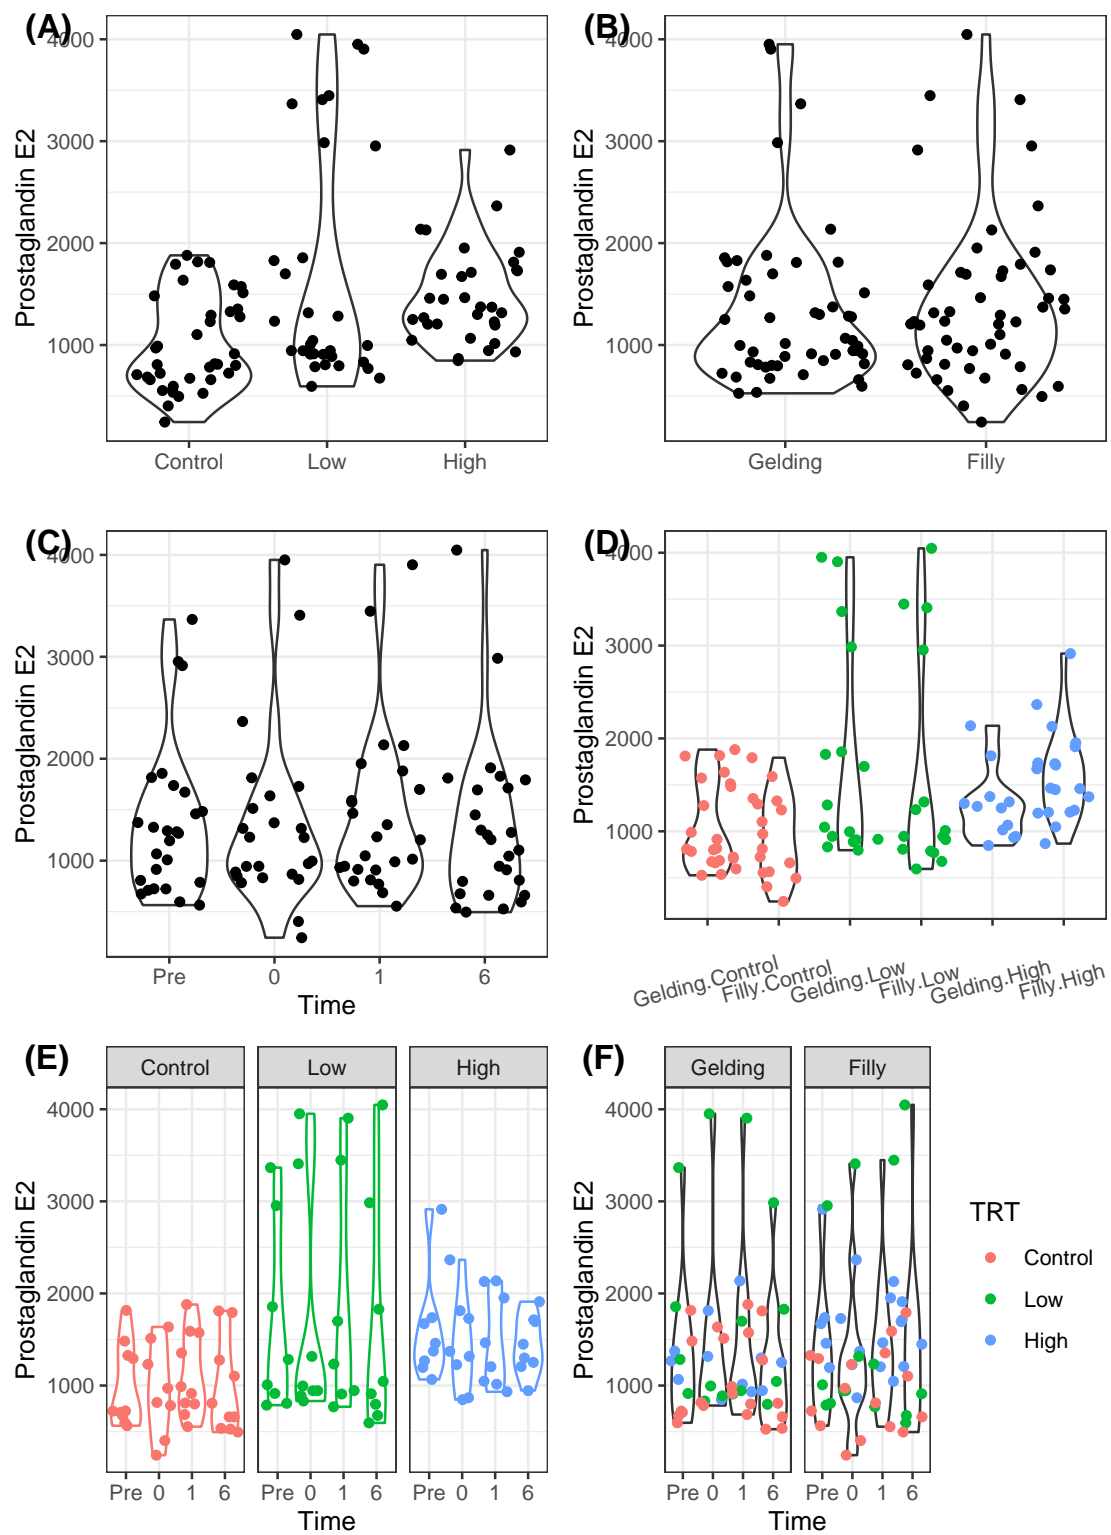 (A)
(B)
4000
3000
2000
1000
Prostaglandin E2
Control
Low
High
4000
3000
2000
1000
Prostaglandin E2
Gelding
Filly
(C)
(D)
4000
3000
2000
1000
Prostaglandin E2
Pre
0
1
6
Time
4000
3000
2000
1000
Prostaglandin E2
Gelding.Control
Filly.Control
Gelding.Low
Filly.Low
Gelding.High
Filly.High
(E)
(F)
Control
Low
High
4000
3000
2000
1000
Prostaglandin E2
Pre 0 1 6
Pre 0 1 6
Pre 0 1 6
Time
Gelding
Filly
4000
3000
2000
1000
Prostaglandin E2
Pre 0 1 6
Pre 0 1 6
Time
TRT
Control
Low
High